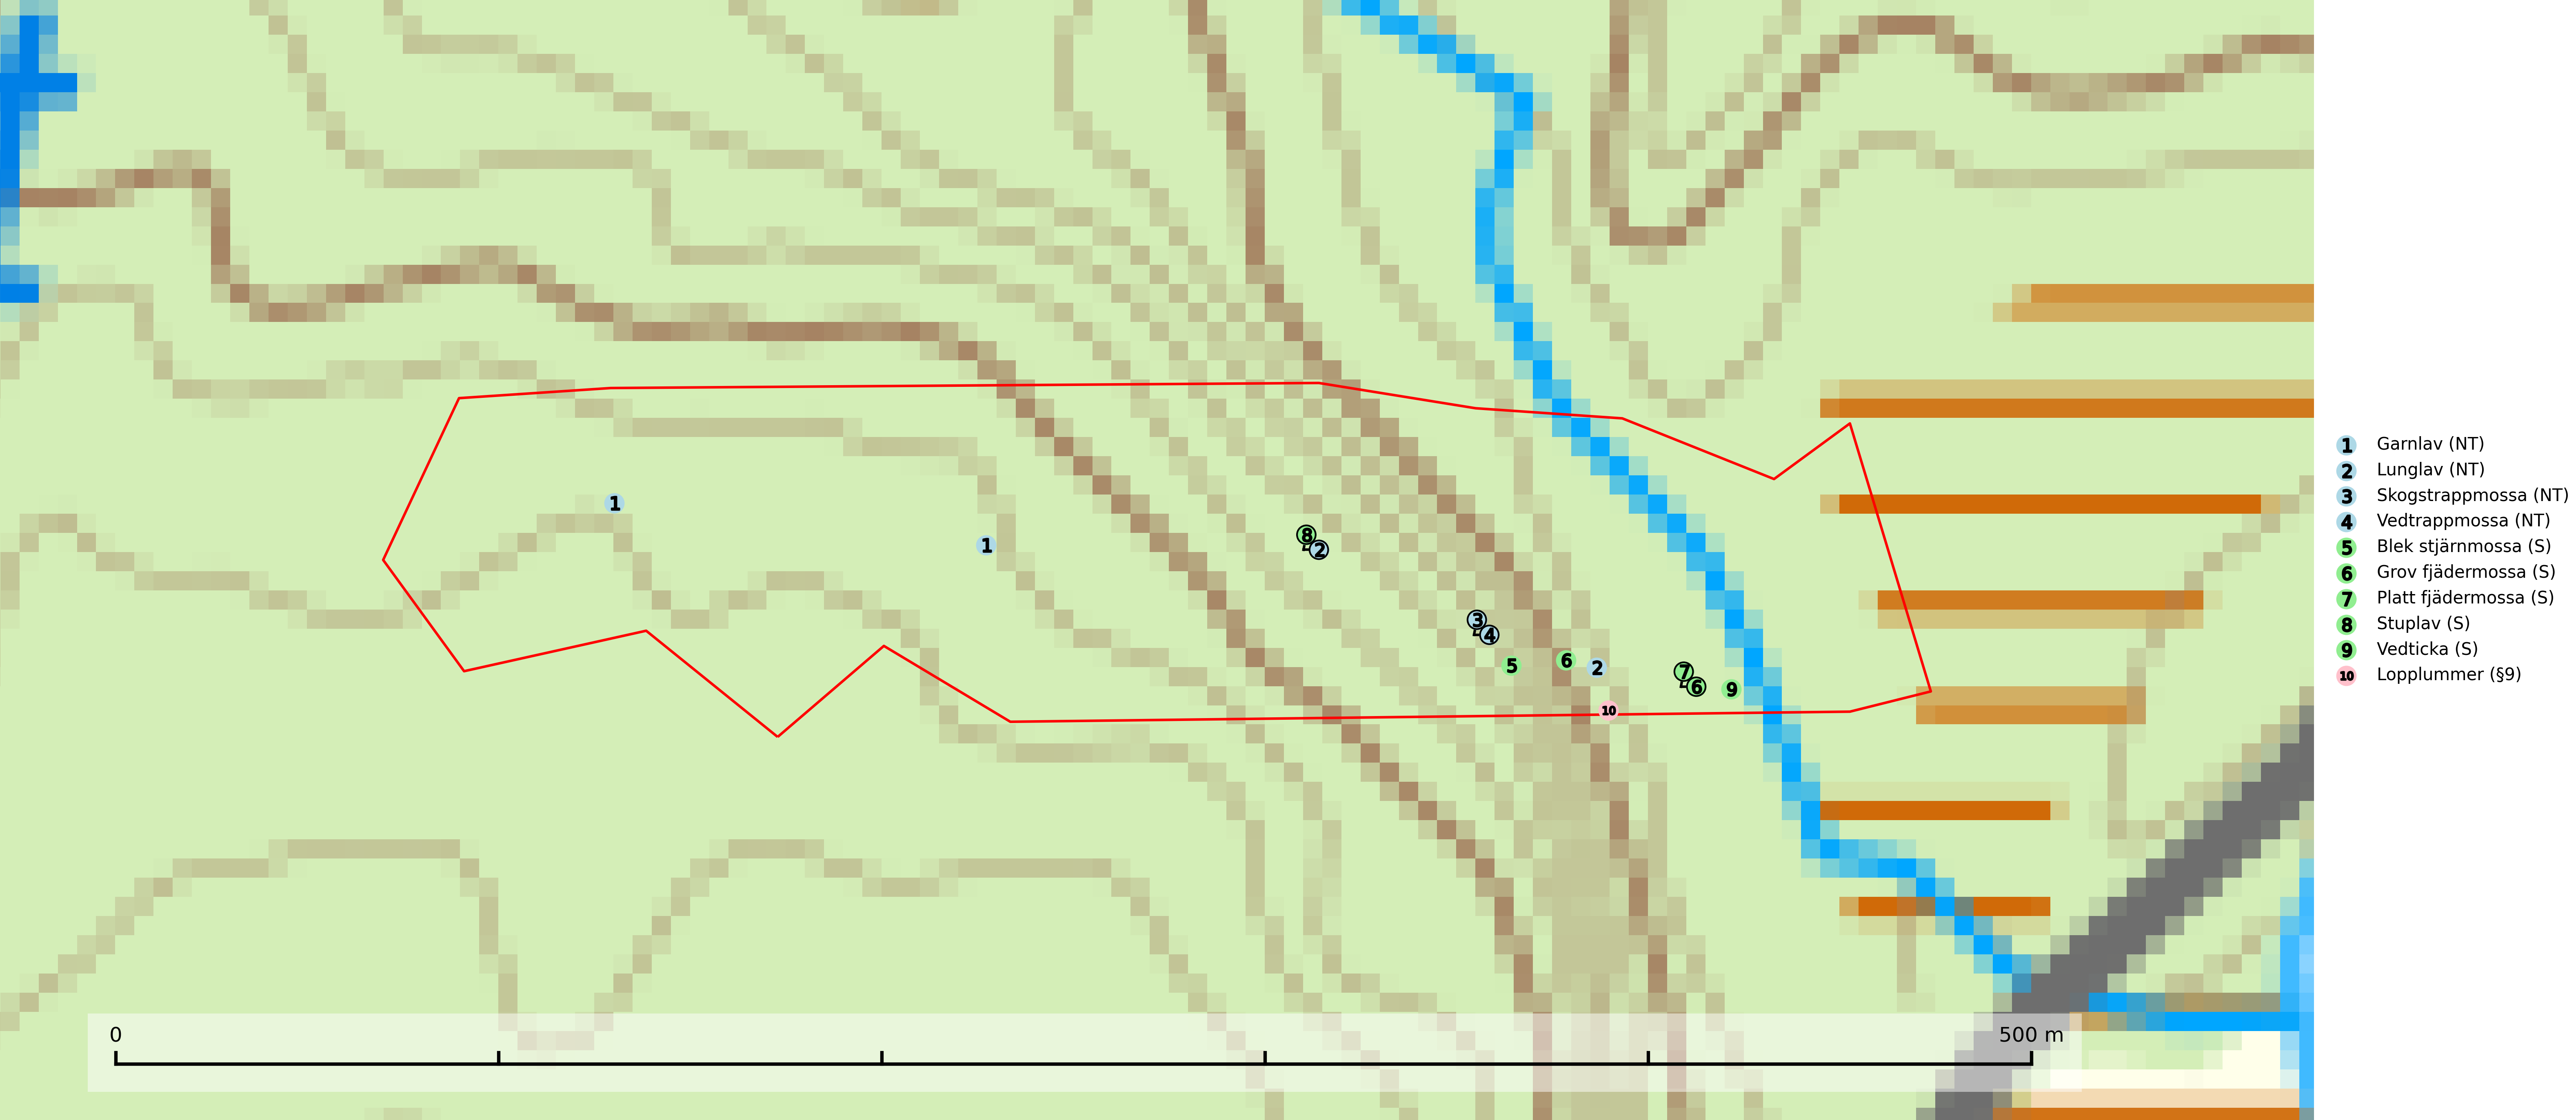 1
1
8
2
3
4
5
6
2
7
6
9
10
0
500 m
1 Garnlav (NT)
2 Lunglav (NT)
3 Skogstrappmossa (NT)
4 Vedtrappmossa (NT)
5 Blek stjärnmossa (S)
6 Grov fjädermossa (S)
7 Platt fjädermossa (S)
8 Stuplav (S)
9 Vedticka (S)
10 Lopplummer (§9)